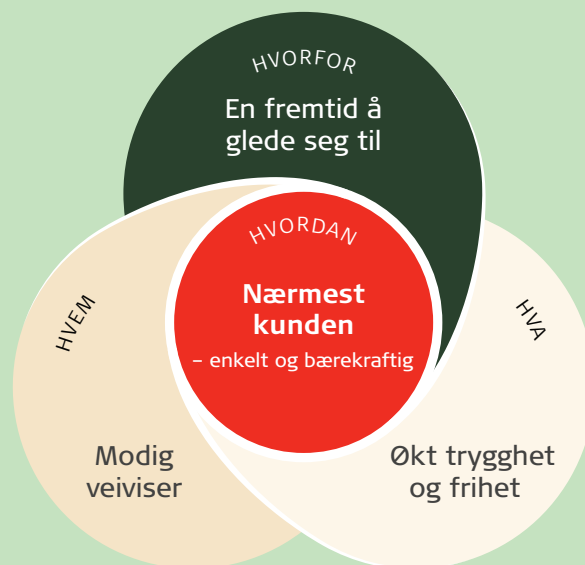 HVORFOR
En fremtid å
glede seg til
HVORDAN
Nærmest
kunden
– enkelt og bærekraftig
HVEM
Modig
veiviser
HVA
Økt trygghet
og frihet